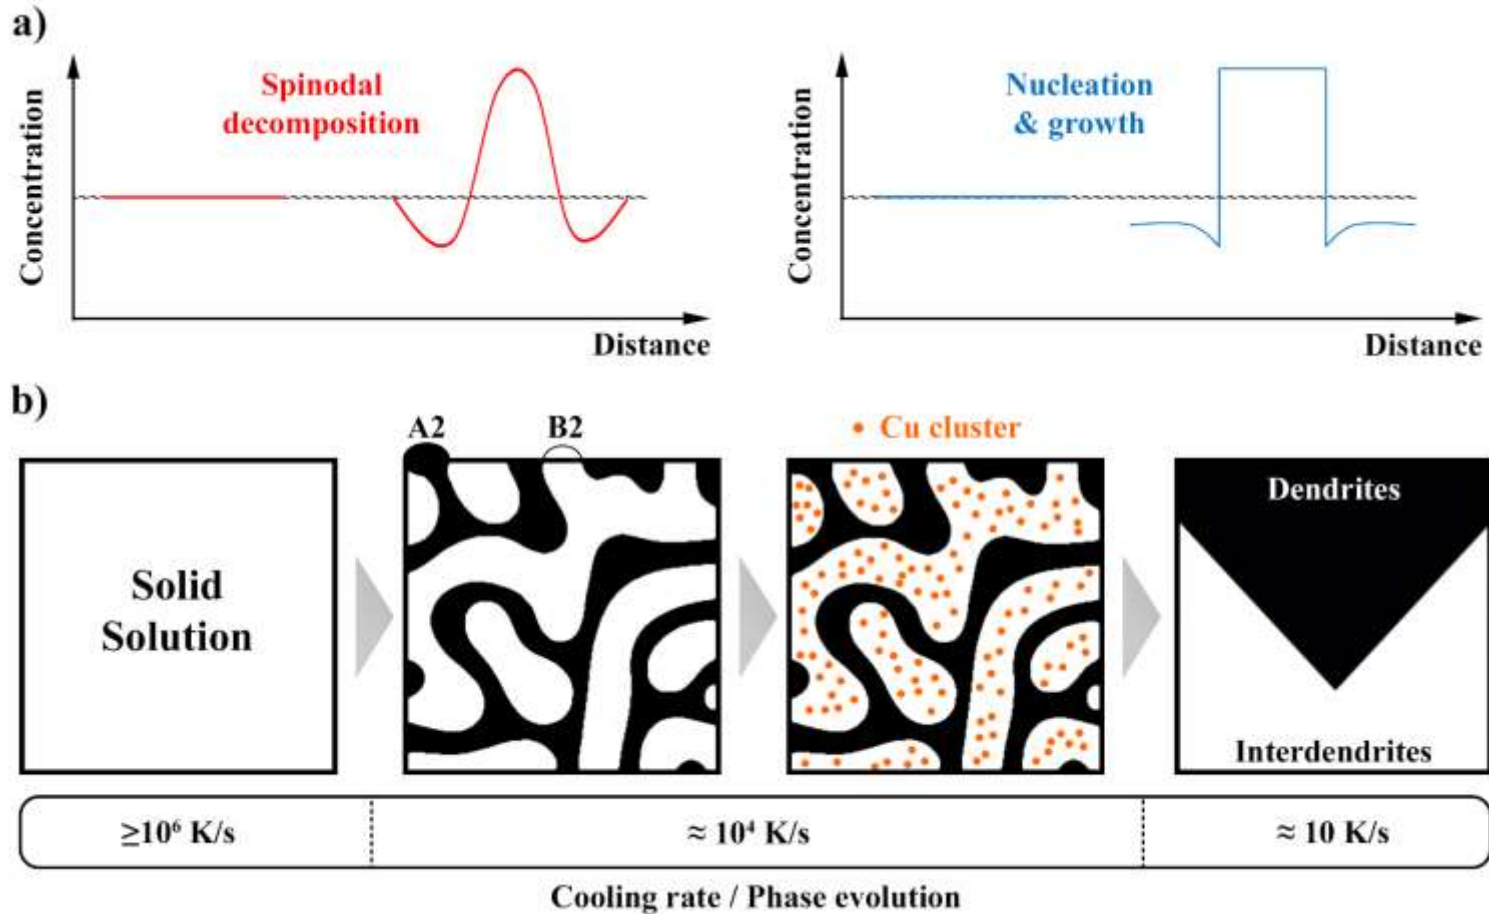 a)
Concentration
Spinodal
decomposition
Distance
Concentration
Nucleation
& growth
Distance
b)
Solid
Solution
A2
B2
Cu cluster
Dendrites
Interdendrites
≥10⁶ K/s
≈ 10⁴ K/s
≈ 10 K/s
Cooling rate / Phase evolution